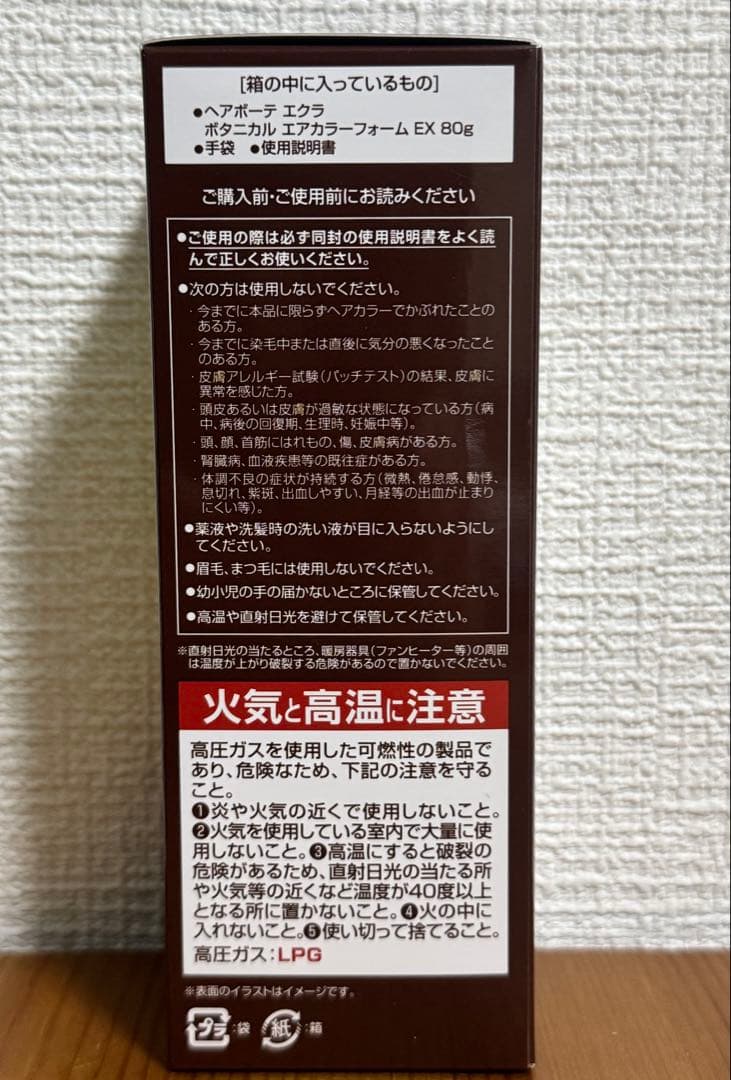 [箱の中に入っているもの]
●ヘアボーテ エクラ
ボタニカル エアカラーフォーム EX 80g
●手袋 ●使用説明書
ご購入前・ご使用前にお読みください
●ご使用の際は必ず同封の使用説明書をよく読
んで正しくお使いください。
●次の方は使用しないでください。
・今までに本品に限らずヘアカラーでかぶれたことの
ある方。
・今までに染毛中または直後に気分の悪くなったこと
のある方。
・皮膚アレルギー試験(パッチテスト)の結果、皮膚に
異常を感じた方。
・頭皮あるいは皮膚が過敏な状態になっている方(病
中、病後の回復期、生理時、妊娠中等)。
・頭、顔、首筋にはれもの、傷、皮膚病がある方。
・腎臓病、血液疾患等の既往症がある方。
・体調不良の症状が持続する方(微熱、倦怠感、動悸、
息切れ、紫斑、出血しやすい、月経等の出血が止まり
にくい等)。
●薬液や洗髪時の洗い液が目に入らないようにし
てください。
●眉毛、まつ毛には使用しないでください。
●幼小児の手の届かないところに保管してください。
●高温や直射日光を避けて保管してください。
※直射日光の当たるところ、暖房器具(ファンヒーター等)の周囲
は温度が上がり破裂する危険があるので置かないでください。
火気と高温に注意
高圧ガスを使用した可燃性の製品で
あり、危険なため、下記の注意を守る
こと。
❶炎や火気の近くで使用しないこと。
❷火気を使用している室内で大量に使
用しないこと。❸高温にすると破裂の
危険があるため、直射日光の当たる所
や火気等の近くなど温度が40度以上
となる所に置かないこと。❹火の中に
入れないこと。❺使い切って捨てること。
高圧ガス:LPG
※表面のイラストはイメージです。
プラ:袋 紙:箱